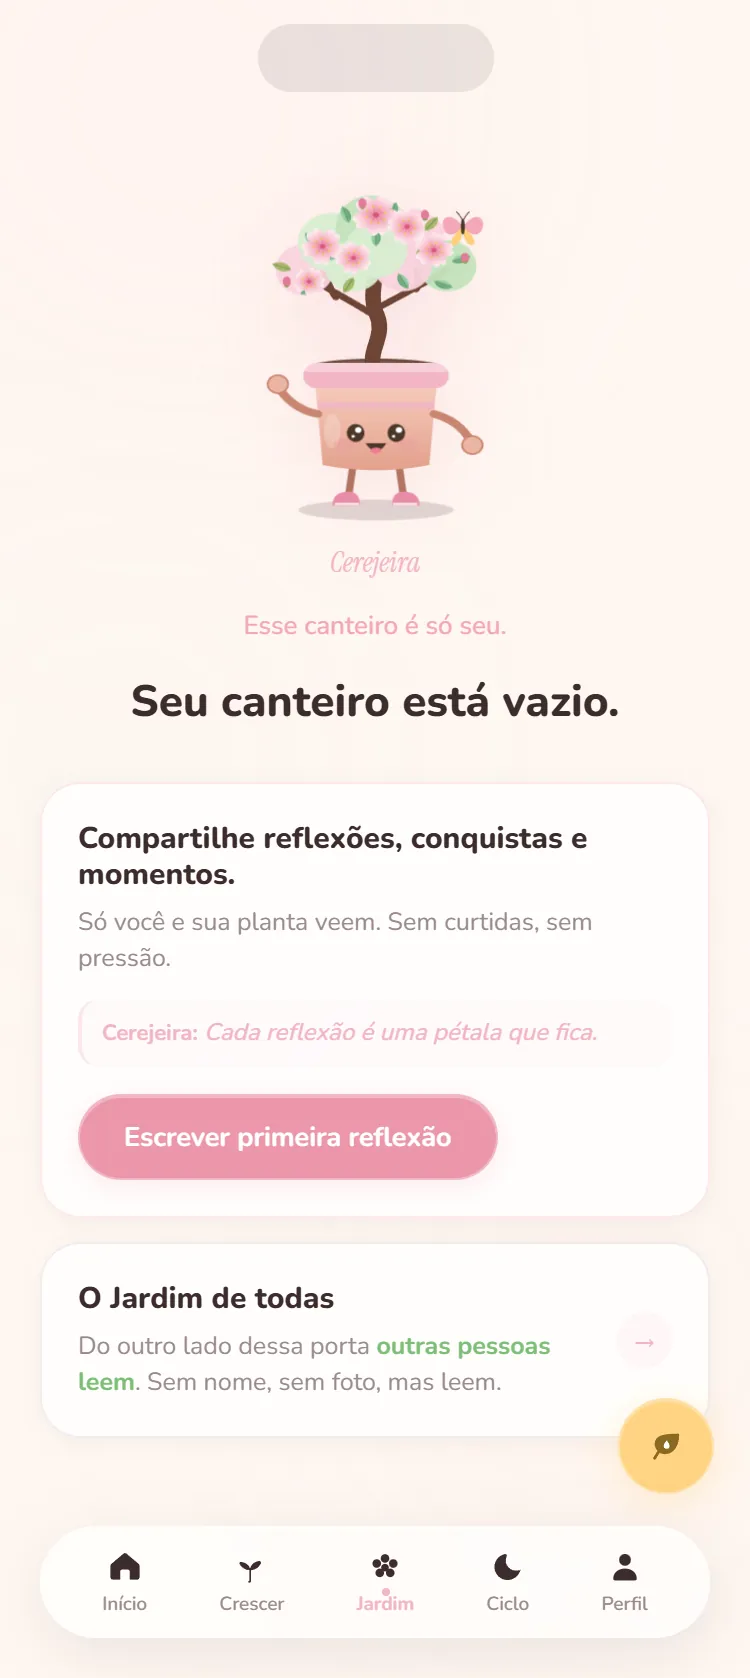 Cerejeira
Esse canteiro é só seu.
Seu canteiro está vazio.
Compartilhe reflexões, conquistas e
momentos.
Só você e sua planta veem. Sem curtidas, sem
pressão.
Cerejeira: Cada reflexão é uma pétala que fica.
Escrever primeira reflexão
O Jardim de todas
Do outro lado dessa porta outras pessoas
leem. Sem nome, sem foto, mas leem.
→
Início
Crescer
Jardim
Ciclo
Perfil